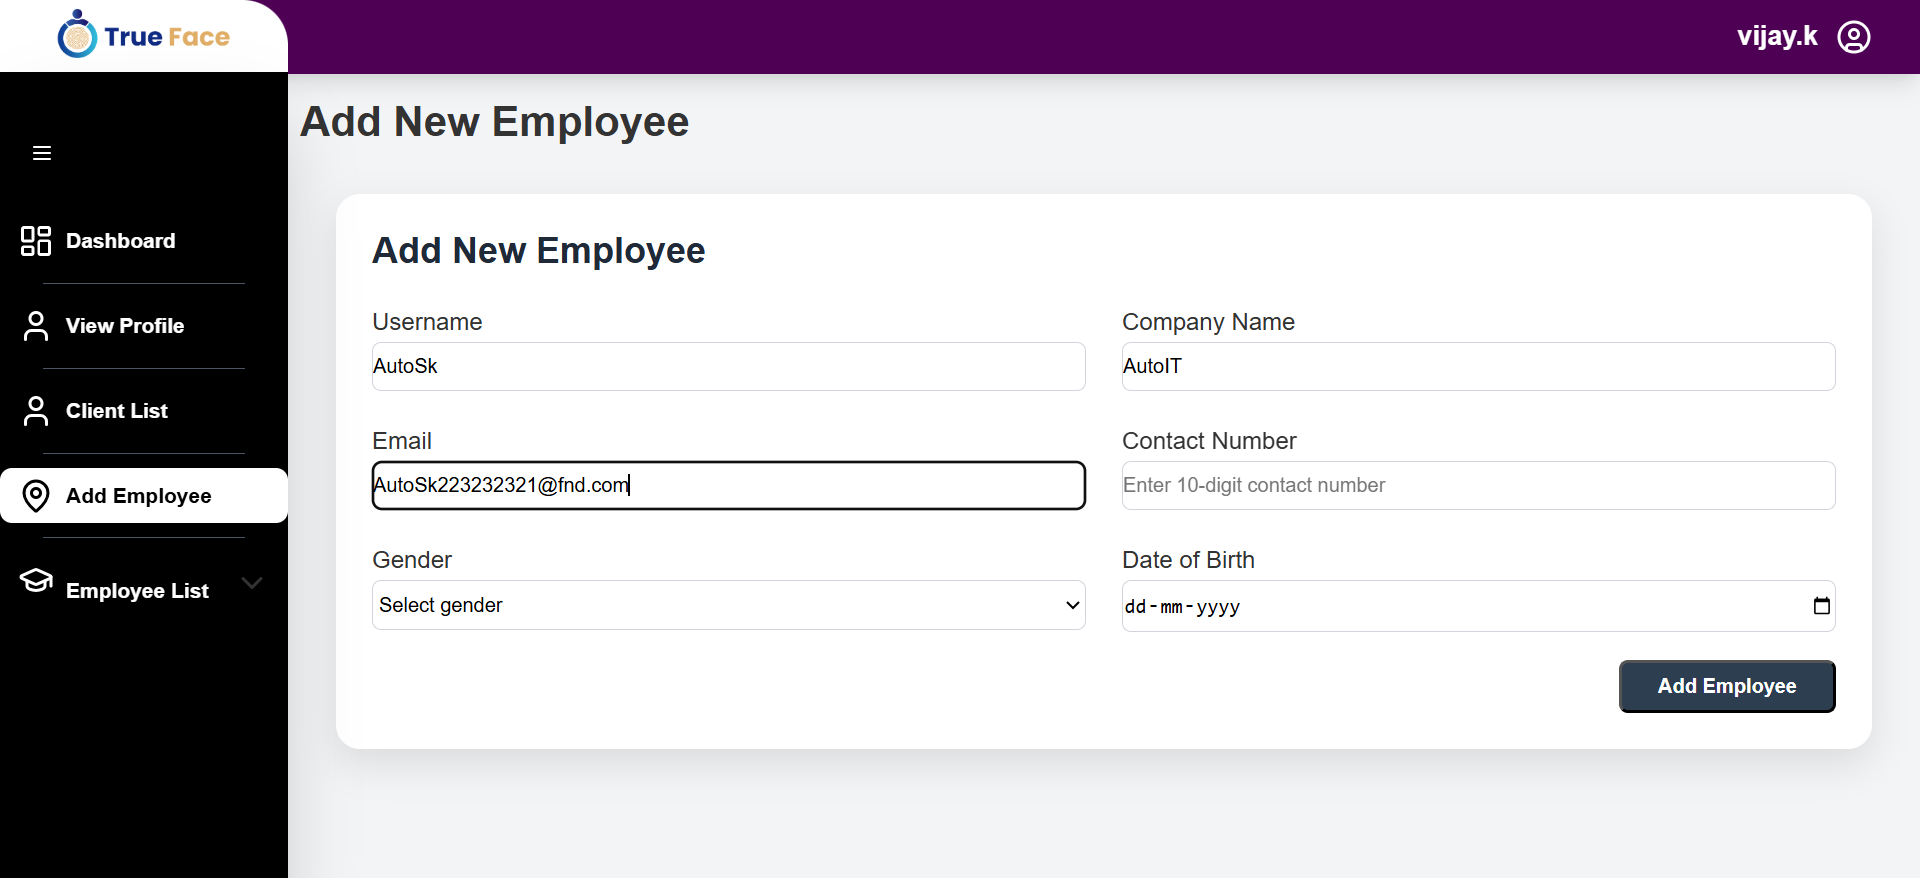 True Face
vijay.k
Dashboard
View Profile
Client List
Add Employee
Employee List
Add New Employee
Add New Employee
Username
AutoSk
Company Name
AutoIT
Email
AutoSk223232321@fnd.com
Contact Number
Enter 10-digit contact number
Gender
Select gender
Date of Birth
dd-mm-yyyy
Add Employee